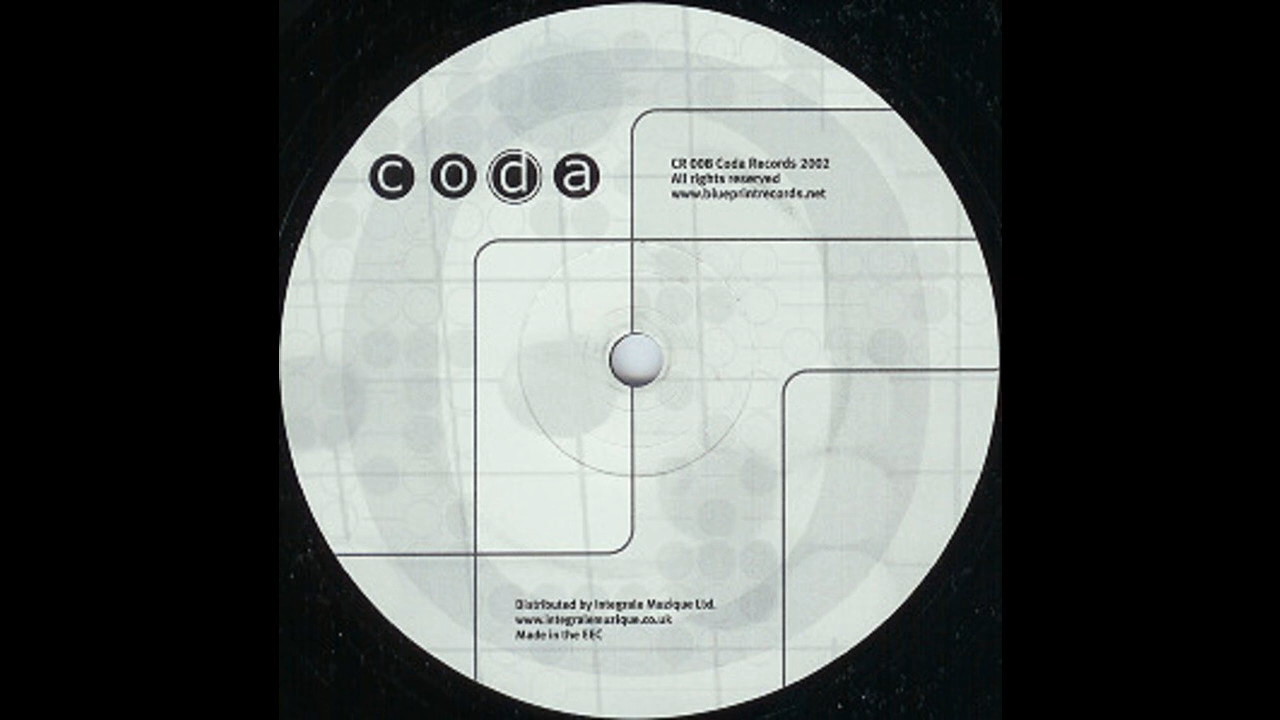 coda
CR 008 Coda Records 2002
All rights reserved
www.blueprintrecords.net
Distributed by Integrale Muzique Ltd.
www.integralemuzique.co.uk
Made in the EEC